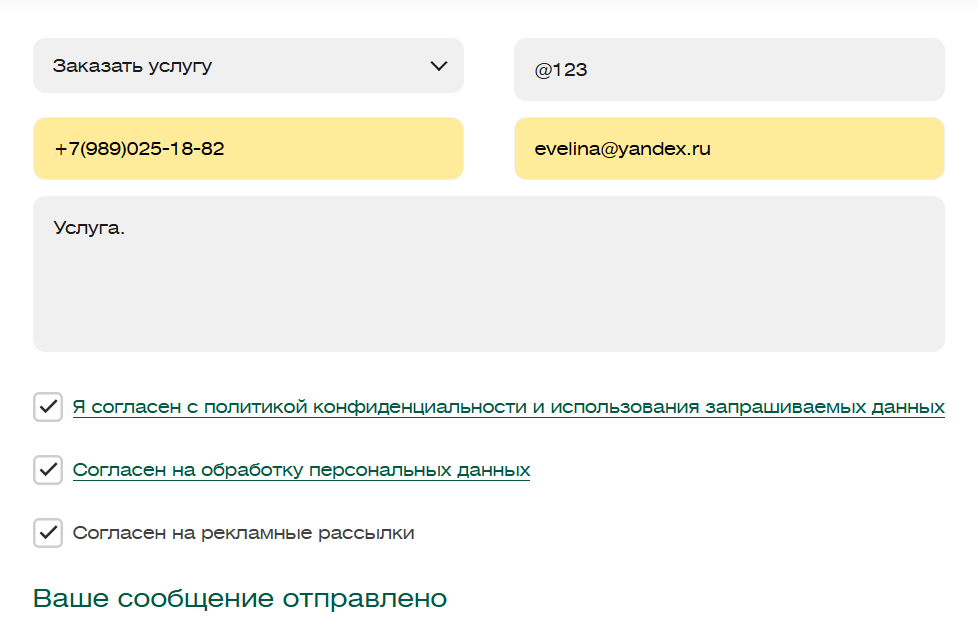 Заказать услугу
@123
+7(989)025-18-82
evelina@yandex.ru
Услуга.
Я согласен с политикой конфиденциальности и использования запрашиваемых данных
Согласен на обработку персональных данных
Согласен на рекламные рассылки
Ваше сообщение отправлено